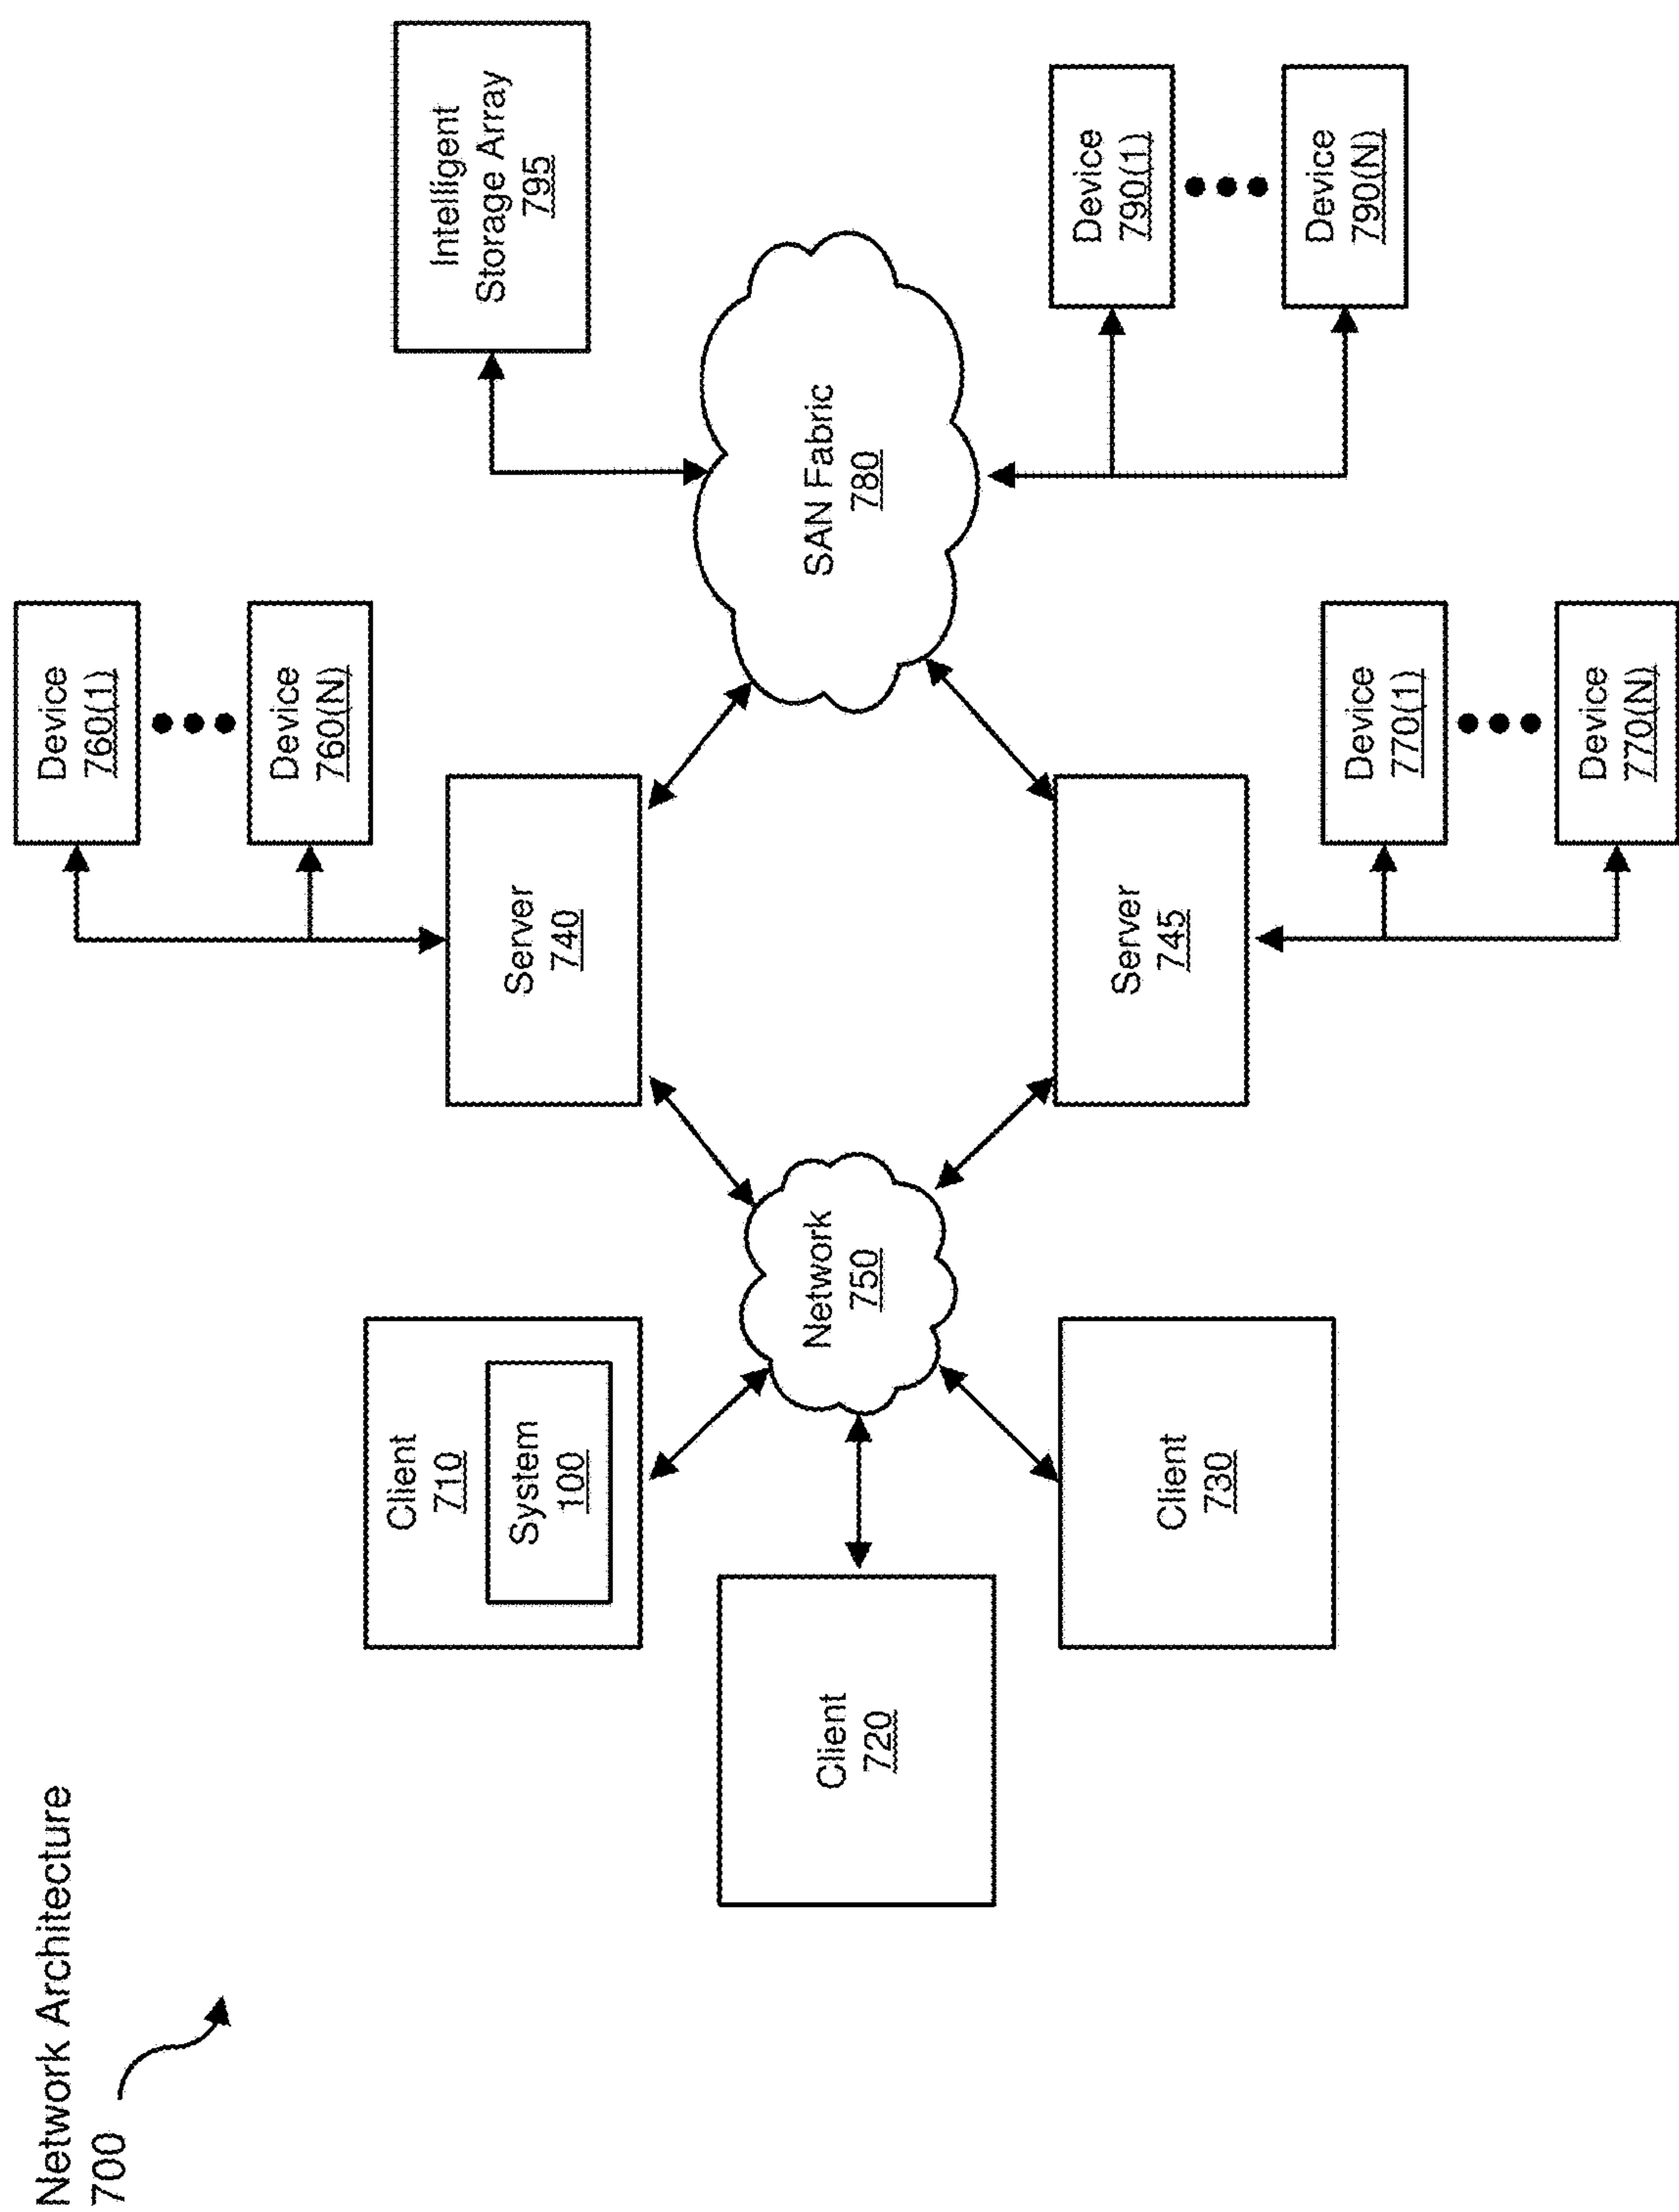 Network Architecture
700
Client
710
System
100
Client
720
Client
730
Network
750
Server
740
Server
745
Device
760(1)
Device
760(N)
Device
770(1)
Device
770(N)
SAN Fabric
780
Intelligent
Storage Array
795
Device
790(1)
Device
790(N)